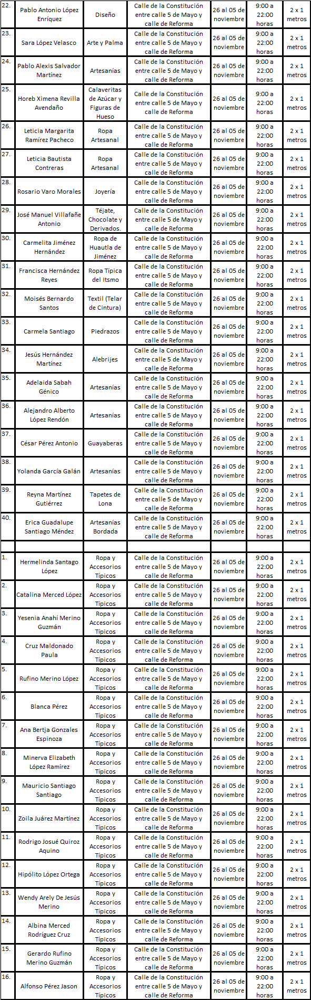 22. Pablo Antonio López Enríquez Diseño Calle de la Constitución entre calle 5 de Mayo y calle de Reforma 26 al 05 de noviembre 9:00 a 22:00 horas 2 x 1 metros
23. Sara López Velasco Arte y Palma Calle de la Constitución entre calle 5 de Mayo y calle de Reforma 26 al 05 de noviembre 9:00 a 22:00 horas 2 x 1 metros
24. Pablo Alexis Salvador Martínez Artesanías Calle de la Constitución entre calle 5 de Mayo y calle de Reforma 26 al 05 de noviembre 9:00 a 22:00 horas 2 x 1 metros
25. Horeb Ximena Revilla Avendaño Calaveritas de Azúcar y Figuras de Hueso Calle de la Constitución entre calle 5 de Mayo y calle de Reforma 26 al 05 de noviembre 9:00 a 22:00 horas 2 x 1 metros
26. Leticia Margarita Ramírez Pacheco Ropa Artesanal Calle de la Constitución entre calle 5 de Mayo y calle de Reforma 26 al 05 de noviembre 9:00 a 22:00 horas 2 x 1 metros
27. Leticia Bautista Contreras Ropa Artesanal Calle de la Constitución entre calle 5 de Mayo y calle de Reforma 26 al 05 de noviembre 9:00 a 22:00 horas 2 x 1 metros
28. Rosario Varo Morales Joyería Calle de la Constitución entre calle 5 de Mayo y calle de Reforma 26 al 05 de noviembre 9:00 a 22:00 horas 2 x 1 metros
29. José Manuel Villafañe Antonio Téjate, Chocolate y Derivados. Calle de la Constitución entre calle 5 de Mayo y calle de Reforma 26 al 05 de noviembre 9:00 a 22:00 horas 2 x 1 metros
30. Carmelita Jiménez Hernández Ropa de Huautla de Jiménez Calle de la Constitución entre calle 5 de Mayo y calle de Reforma 26 al 05 de noviembre 9:00 a 22:00 horas 2 x 1 metros
31. Francisca Hernández Reyes Ropa Típica del Itsmo Calle de la Constitución entre calle 5 de Mayo y calle de Reforma 26 al 05 de noviembre 9:00 a 22:00 horas 2 x 1 metros
32. Moisés Bernardo Santos Textil (Telar de Cintura) Calle de la Constitución entre calle 5 de Mayo y calle de Reforma 26 al 05 de noviembre 9:00 a 22:00 horas 2 x 1 metros
33. Carmela Santiago Piedrazos Calle de la Constitución entre calle 5 de Mayo y calle de Reforma 26 al 05 de noviembre 9:00 a 22:00 horas 2 x 1 metros
34. Jesús Hernández Martínez Alebrijes Calle de la Constitución entre calle 5 de Mayo y calle de Reforma 26 al 05 de noviembre 9:00 a 22:00 horas 2 x 1 metros
35. Adelaida Sabah Génico Artesanías Calle de la Constitución entre calle 5 de Mayo y calle de Reforma 26 al 05 de noviembre 9:00 a 22:00 horas 2 x 1 metros
36. Alejandro Alberto López Rendón Artesanías Calle de la Constitución entre calle 5 de Mayo y calle de Reforma 26 al 05 de noviembre 9:00 a 22:00 horas 2 x 1 metros
37. César Pérez Antonio Guayaberas Calle de la Constitución entre calle 5 de Mayo y calle de Reforma 26 al 05 de noviembre 9:00 a 22:00 horas 2 x 1 metros
38. Yolanda García Galán Artesanías Calle de la Constitución entre calle 5 de Mayo y calle de Reforma 26 al 05 de noviembre 9:00 a 22:00 horas 2 x 1 metros
39. Reyna Martínez Gutiérrez Tapetes de Lona Calle de la Constitución entre calle 5 de Mayo y calle de Reforma 26 al 05 de noviembre 9:00 a 22:00 horas 2 x 1 metros
40. Erica Guadalupe Santiago Méndez Artesanías Bordada Calle de la Constitución entre calle 5 de Mayo y calle de Reforma 26 al 05 de noviembre 9:00 a 22:00 horas 2 x 1 metros
1. Hermelinda Santago López Ropa y Accesorios Típicos Calle de la Constitución entre calle 5 de Mayo y calle de Reforma 26 al 05 de noviembre 9:00 a 22:00 horas 2 x 1 metros
2. Catalina Merced López Ropa y Accesorios Típicos Calle de la Constitución entre calle 5 de Mayo y calle de Reforma 26 al 05 de noviembre 9:00 a 22:00 horas 2 x 1 metros
3. Yesenia Anahí Merino Guzmán Ropa y Accesorios Típicos Calle de la Constitución entre calle 5 de Mayo y calle de Reforma 26 al 05 de noviembre 9:00 a 22:00 horas 2 x 1 metros
4. Cruz Maldonado Paula Ropa y Accesorios Típicos Calle de la Constitución entre calle 5 de Mayo y calle de Reforma 26 al 05 de noviembre 9:00 a 22:00 horas 2 x 1 metros
5. Rufino Merino López Ropa y Accesorios Típicos Calle de la Constitución entre calle 5 de Mayo y calle de Reforma 26 al 05 de noviembre 9:00 a 22:00 horas 2 x 1 metros
6. Blanca Pérez Ropa y Accesorios Típicos Calle de la Constitución entre calle 5 de Mayo y calle de Reforma 26 al 05 de noviembre 9:00 a 22:00 horas 2 x 1 metros
7. Ana Bertja Gonzales Espinoza Ropa y Accesorios Típicos Calle de la Constitución entre calle 5 de Mayo y calle de Reforma 26 al 05 de noviembre 9:00 a 22:00 horas 2 x 1 metros
8. Minerva Elizabeth López Ramírez Ropa y Accesorios Típicos Calle de la Constitución entre calle 5 de Mayo y calle de Reforma 26 al 05 de noviembre 9:00 a 22:00 horas 2 x 1 metros
9. Mauricio Santiago Santiago Ropa y Accesorios Típicos Calle de la Constitución entre calle 5 de Mayo y calle de Reforma 26 al 05 de noviembre 9:00 a 22:00 horas 2 x 1 metros
10. Zoila Juárez Martínez Ropa y Accesorios Típicos Calle de la Constitución entre calle 5 de Mayo y calle de Reforma 26 al 05 de noviembre 9:00 a 22:00 horas 2 x 1 metros
11. Rodrigo Josué Quiroz Aquino Ropa y Accesorios Típicos Calle de la Constitución entre calle 5 de Mayo y calle de Reforma 26 al 05 de noviembre 9:00 a 22:00 horas 2 x 1 metros
12. Hipólito López Ortega Ropa y Accesorios Típicos Calle de la Constitución entre calle 5 de Mayo y calle de Reforma 26 al 05 de noviembre 9:00 a 22:00 horas 2 x 1 metros
13. Wendy Arely De Jesús Merino Ropa y Accesorios Típicos Calle de la Constitución entre calle 5 de Mayo y calle de Reforma 26 al 05 de noviembre 9:00 a 22:00 horas 2 x 1 metros
14. Albina Merced Rodríguez Cruz Ropa y Accesorios Típicos Calle de la Constitución entre calle 5 de Mayo y calle de Reforma 26 al 05 de noviembre 9:00 a 22:00 horas 2 x 1 metros
15. Gerardo Rufino Merino Guzmán Ropa y Accesorios Típicos Calle de la Constitución entre calle 5 de Mayo y calle de Reforma 26 al 05 de noviembre 9:00 a 22:00 horas 2 x 1 metros
16. Alfonso Pérez Jason Ropa y Accesorios Típicos Calle de la Constitución entre calle 5 de Mayo y calle de Reforma 26 al 05 de noviembre 9:00 a 22:00 horas 2 x 1 metros